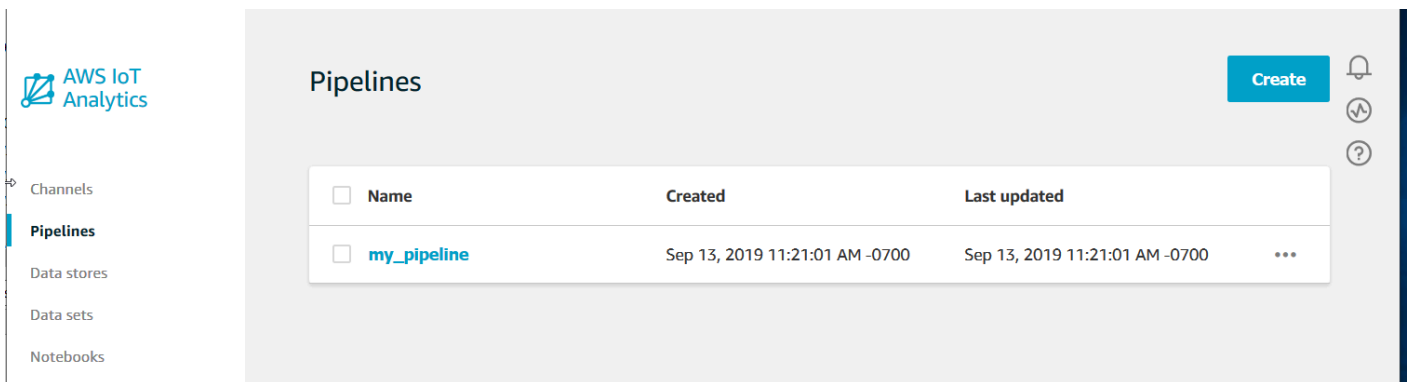 AWS IoT
Analytics
Channels
Pipelines
Data stores
Data sets
Notebooks
Pipelines
Create
Name Created Last updated
my_pipeline Sep 13, 2019 11:21:01 AM -0700 Sep 13, 2019 11:21:01 AM -0700